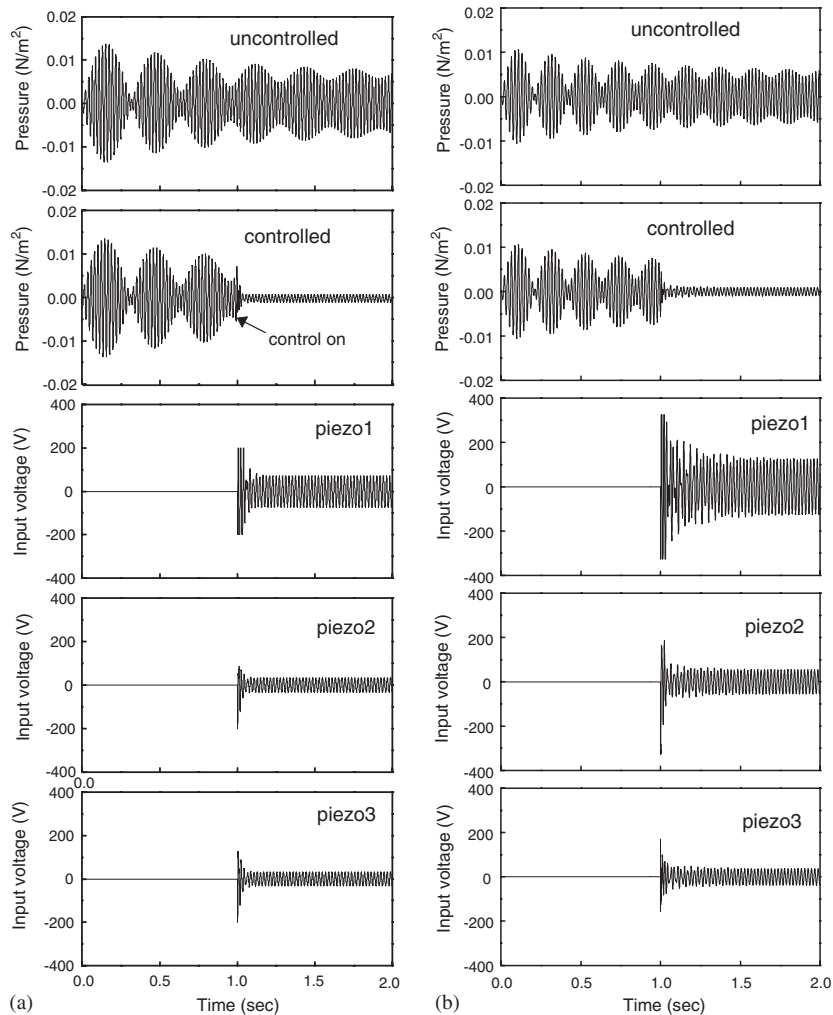 0.02
uncontrolled
0.01
0.00
-0.01
-0.02
Pressure (N/m²)
0.02
controlled
0.01
0.00
-0.01
-0.02
Pressure (N/m²)
control on
400
piezo1
200
0
-200
-400
Input voltage (V)
400
piezo2
200
0
-200
-400
Input voltage (V)
0.0
400
piezo3
200
0
-200
-400
Input voltage (V)
0.0 0.5 1.0 1.5 2.0
(a) Time (sec)
0.02
uncontrolled
0.01
0.00
-0.01
-0.02
Pressure (N/m²)
0.02
controlled
0.01
0.00
-0.01
-0.02
Pressure (N/m²)
400
piezo1
200
0
-200
-400
Input voltage (V)
400
piezo2
200
0
-200
-400
Input voltage (V)
400
piezo3
200
0
-200
-400
Input voltage (V)
0.0 0.5 1.0 1.5 2.0
(b) Time (sec)